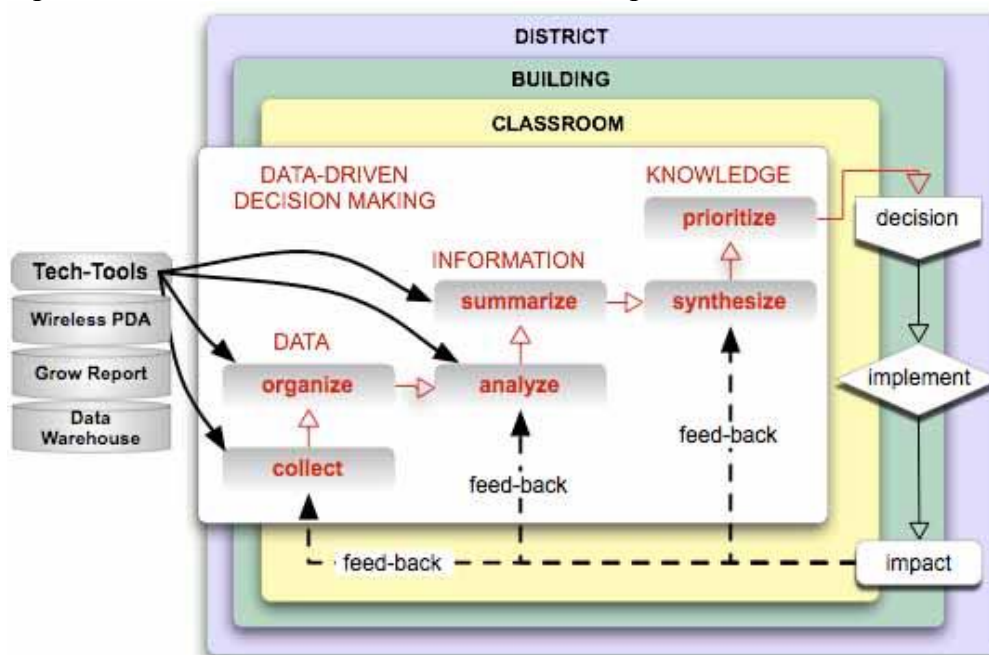 DISTRICT
BUILDING
CLASSROOM
DATA-DRIVEN
DECISION MAKING
KNOWLEDGE
prioritize
decision
Tech-Tools
Wireless PDA
Grow Report
Data
Warehouse
INFORMATION
summarize
synthesize
DATA
organize
analyze
implement
collect
feed-back
feed-back
feed-back
impact